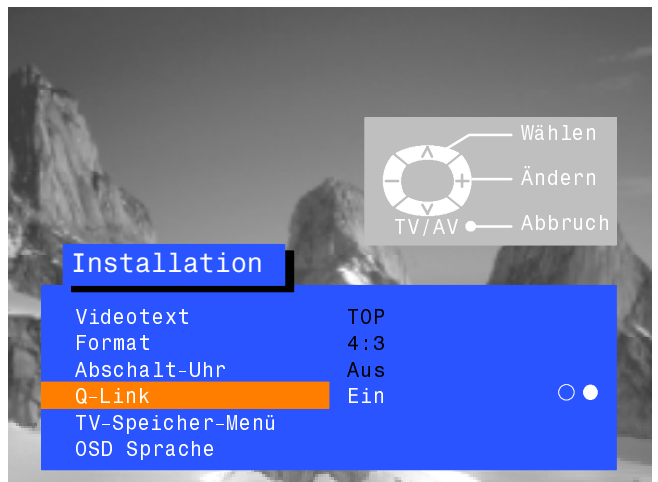 Wählen
Ändern
TV/AV Abbruch
Installation
Videotext TOP
Format 4:3
Abschalt-Uhr Aus
Q-Link Ein
TV-Speicher-Menü
OSD Sprache